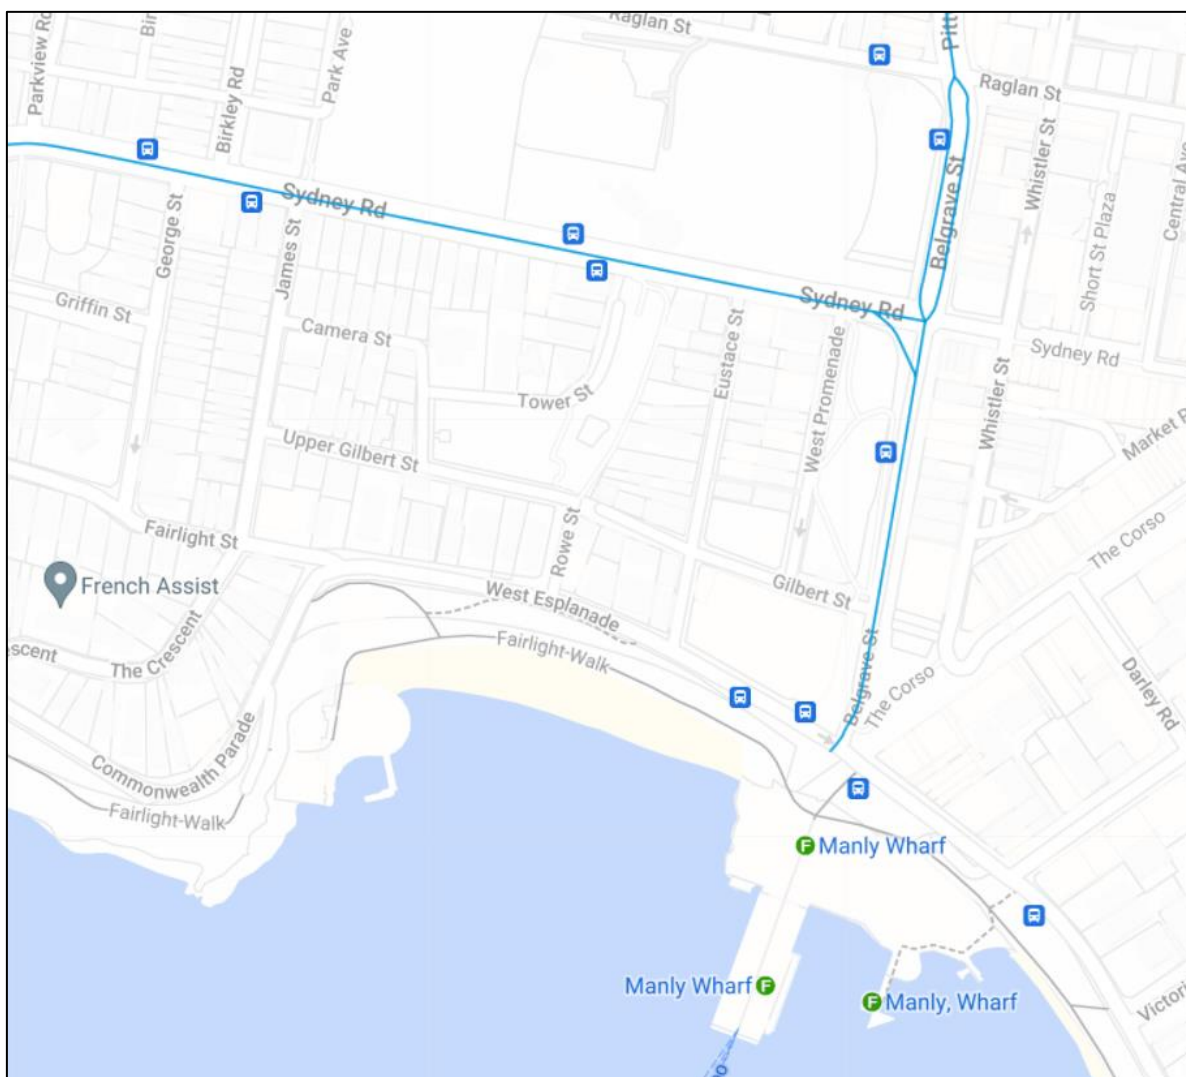 Raglan St
Pitt
Parkview Rd
Bir
Birkley Rd
Park Ave
Raglan St
Whistler St
Central Ave
Short St Plaza
Belgrave St
George St
James St
Sydney Rd
Sydney Rd
Sydney Rd
Griffin St
Camera St
Tower St
Eustace St
West Promenade
Whistler St
Market P
Upper Gilbert St
Fairlight St
Rowe St
The Corso
French Assist
West Esplanade
Gilbert St
Fairlight-Walk
escent
The Crescent
Belgrave St
The Corso
Darley Rd
Commonwealth Parade
Fairlight-Walk
F Manly Wharf
Manly Wharf F
F Manly, Wharf
Victori